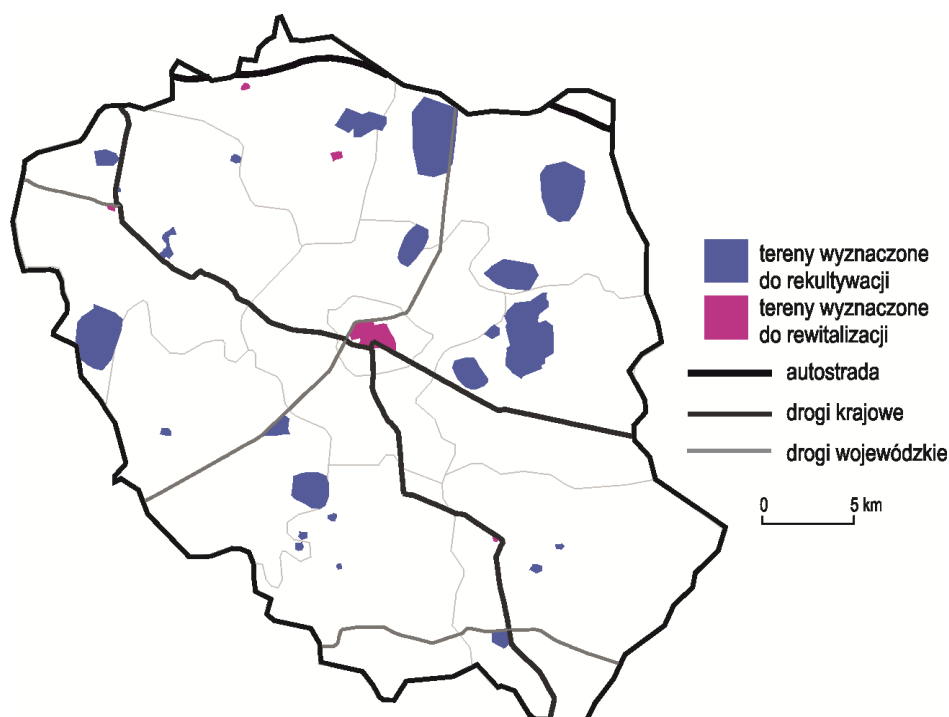 tereny wyznaczone
do rekultywacji
tereny wyznaczone
do rewitalizacji
autostrada
drogi krajowe
drogi wojewódzkie
0 5 km